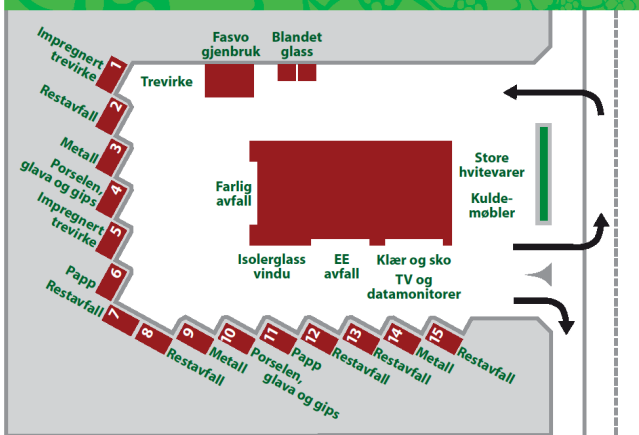 Fasvo
gjenbruk
Blandet
glass
Trevirke
Impregnert
trevirke
1
Restavfall
2
Metall
3
Porselen,
glava og gips
4
Impregnert
trevirke
5
Papp
6
Restavfall
7
8
Restavfall
9
Metall
10
Porselen,
glava og gips
11
Papp
12
Restavfall
13
Restavfall
14
Metall
15
Restavfall
Farlig
avfall
Isolerglass
vindu
EE
avfall
Klær og sko
TV og
datamonitorer
Store
hvitevarer
Kulde-
møbler